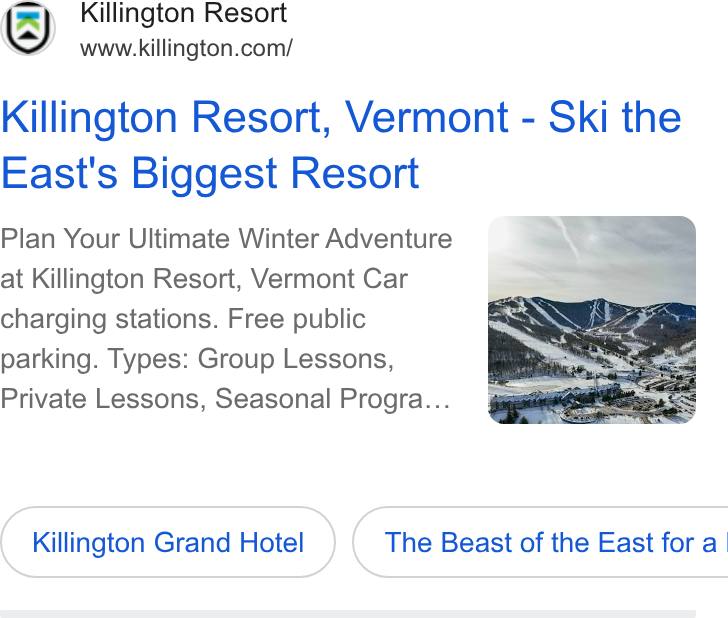 Killington Resort
www.killington.com/
Killington Resort, Vermont - Ski the
East's Biggest Resort
Plan Your Ultimate Winter Adventure
at Killington Resort, Vermont Car
charging stations. Free public
parking. Types: Group Lessons,
Private Lessons, Seasonal Progra…
Killington Grand Hotel
The Beast of the East for a